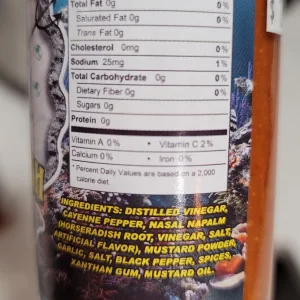 Total Fat 0g 0%
Saturated Fat 0g 0%
Trans Fat 0g
Cholesterol 0mg 0%
Sodium 25mg 1%
Total Carbohydrate 0g 0%
Dietary Fiber 0g 0%
Sugars 0g
Protein 0g
Vitamin A 0% • Vitamin C 2%
Calcium 0% • Iron 0%
* Percent Daily Values are based on a 2,000
calorie diet.
INGREDIENTS: DISTILLED VINEGAR,
CAYENNE PEPPER, NASAL NAPALM
(HORSERADISH ROOT, VINEGAR, SALT,
ARTIFICIAL FLAVOR), MUSTARD POWDER,
GARLIC, SALT, BLACK PEPPER, SPICES,
XANTHAN GUM, MUSTARD OIL.